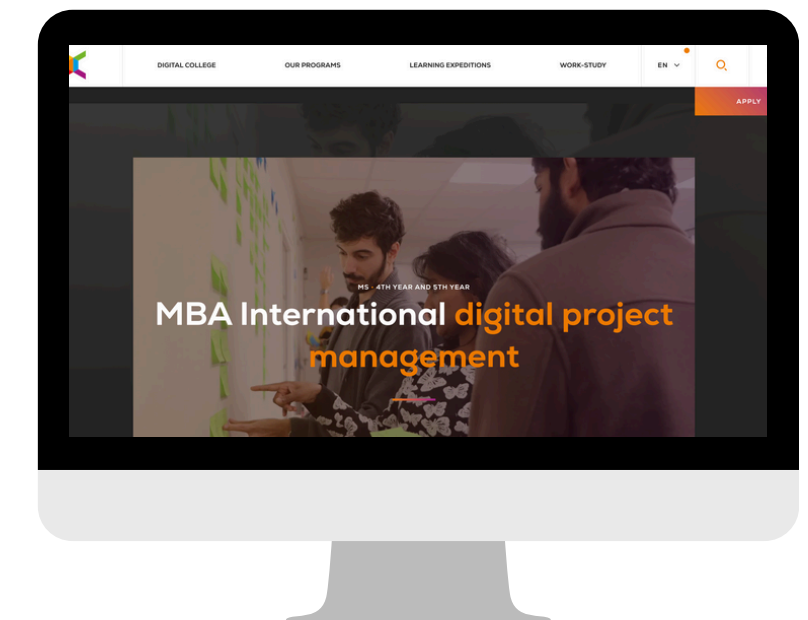 DIGITAL COLLEGE
OUR PROGRAMS
LEARNING EXPEDITIONS
WORK-STUDY
EN
APPLY
MS - 4TH YEAR AND 5TH YEAR
MBA International digital project
management